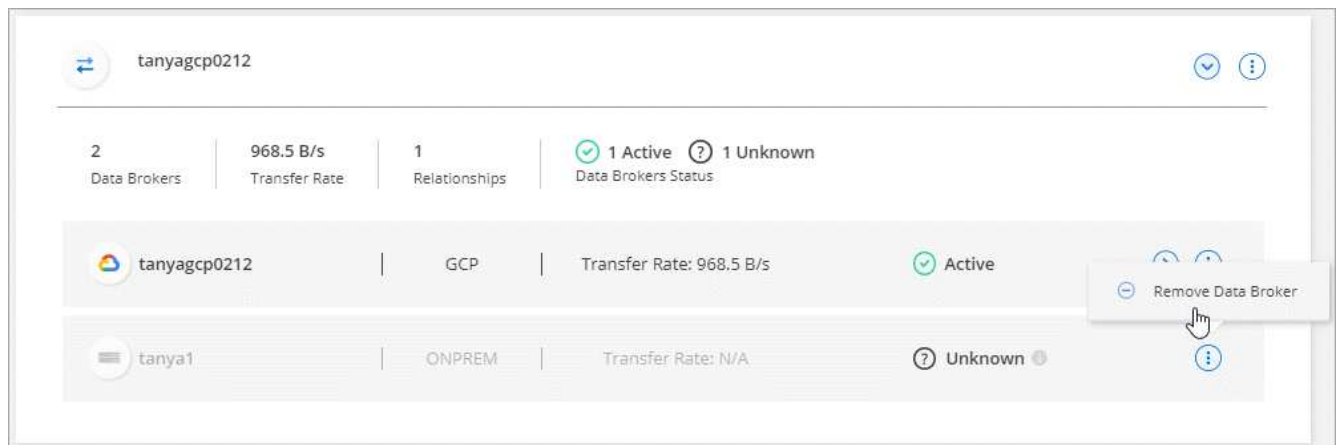 tanyagcp0212
2 968.5 B/s 1 1 Active ? 1 Unknown
Data Brokers Transfer Rate Relationships Data Brokers Status
tanyagcp0212 GCP Transfer Rate: 968.5 B/s Active
Remove Data Broker
tanya1 ONPREM Transfer Rate: N/A ? Unknown